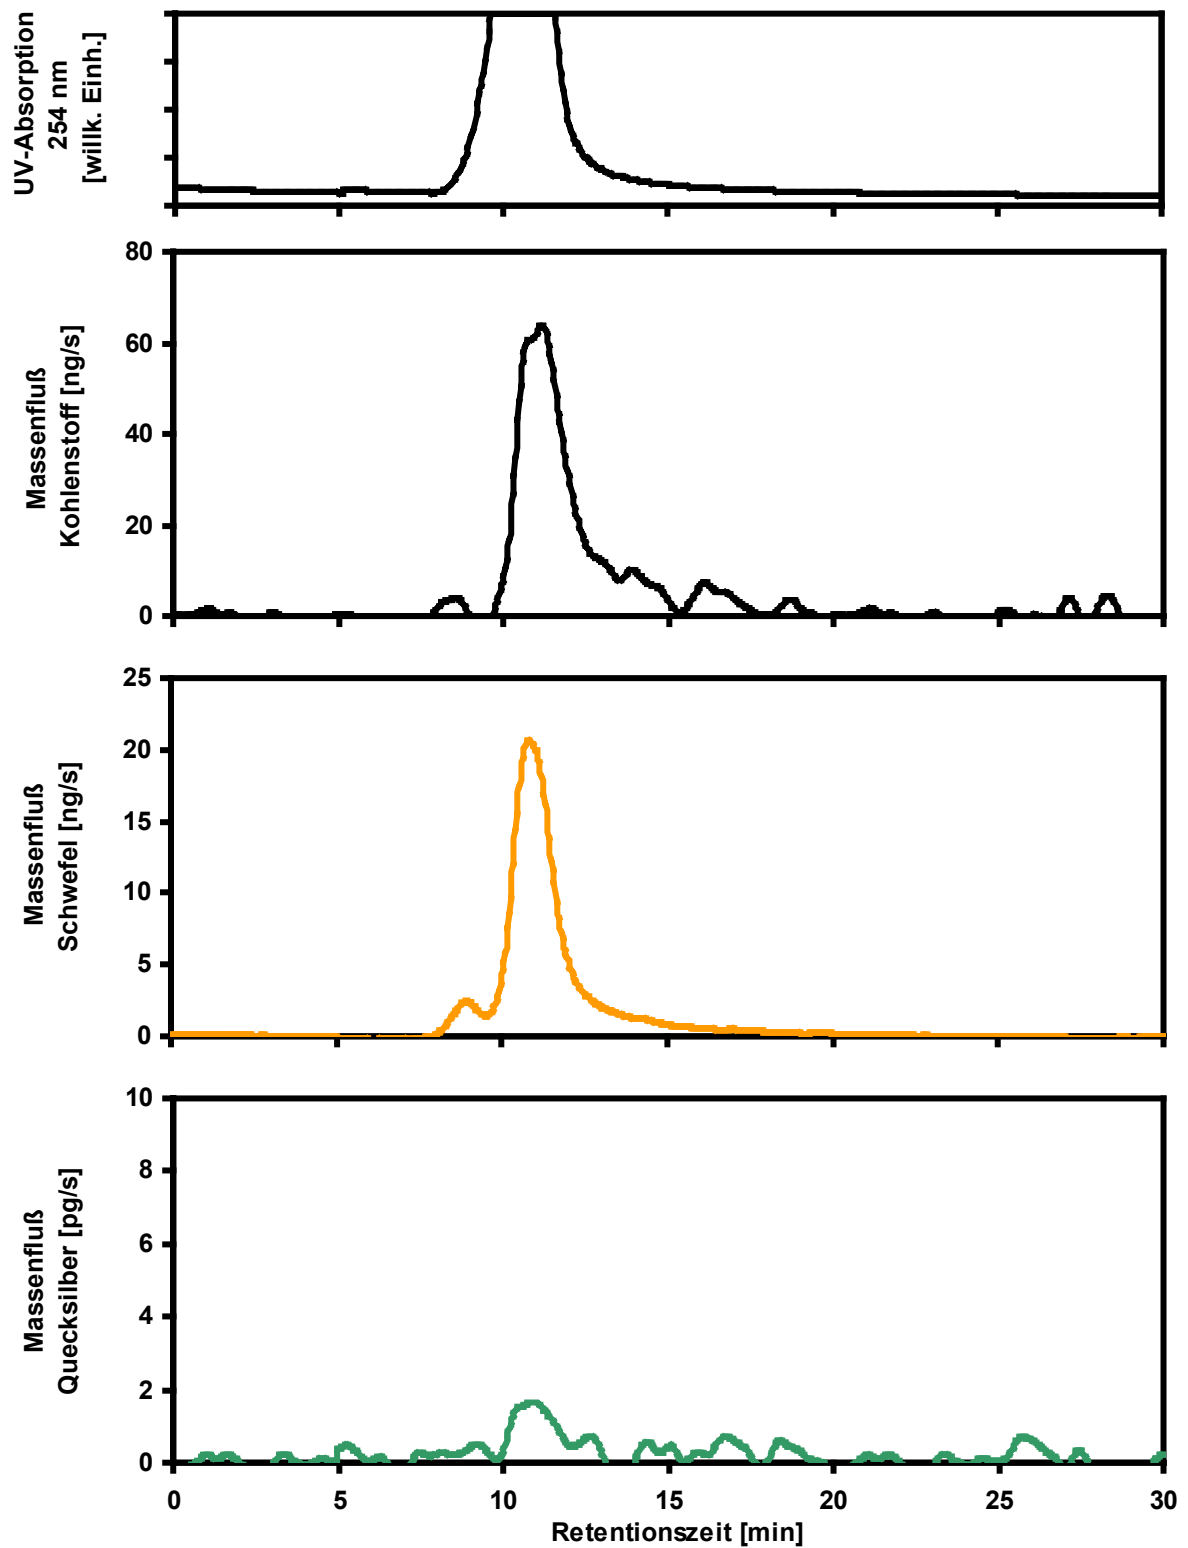 UV-Absorption
254 nm
[willk. Einh.]
80
60
40
20
0
Massenfluß
Kohlenstoff [ng/s]
25
20
15
10
5
0
Massenfluß
Schwefel [ng/s]
10
8
6
4
2
0
Massenfluß
Quecksilber [pg/s]
0 5 10 15 20 25 30
Retentionszeit [min]